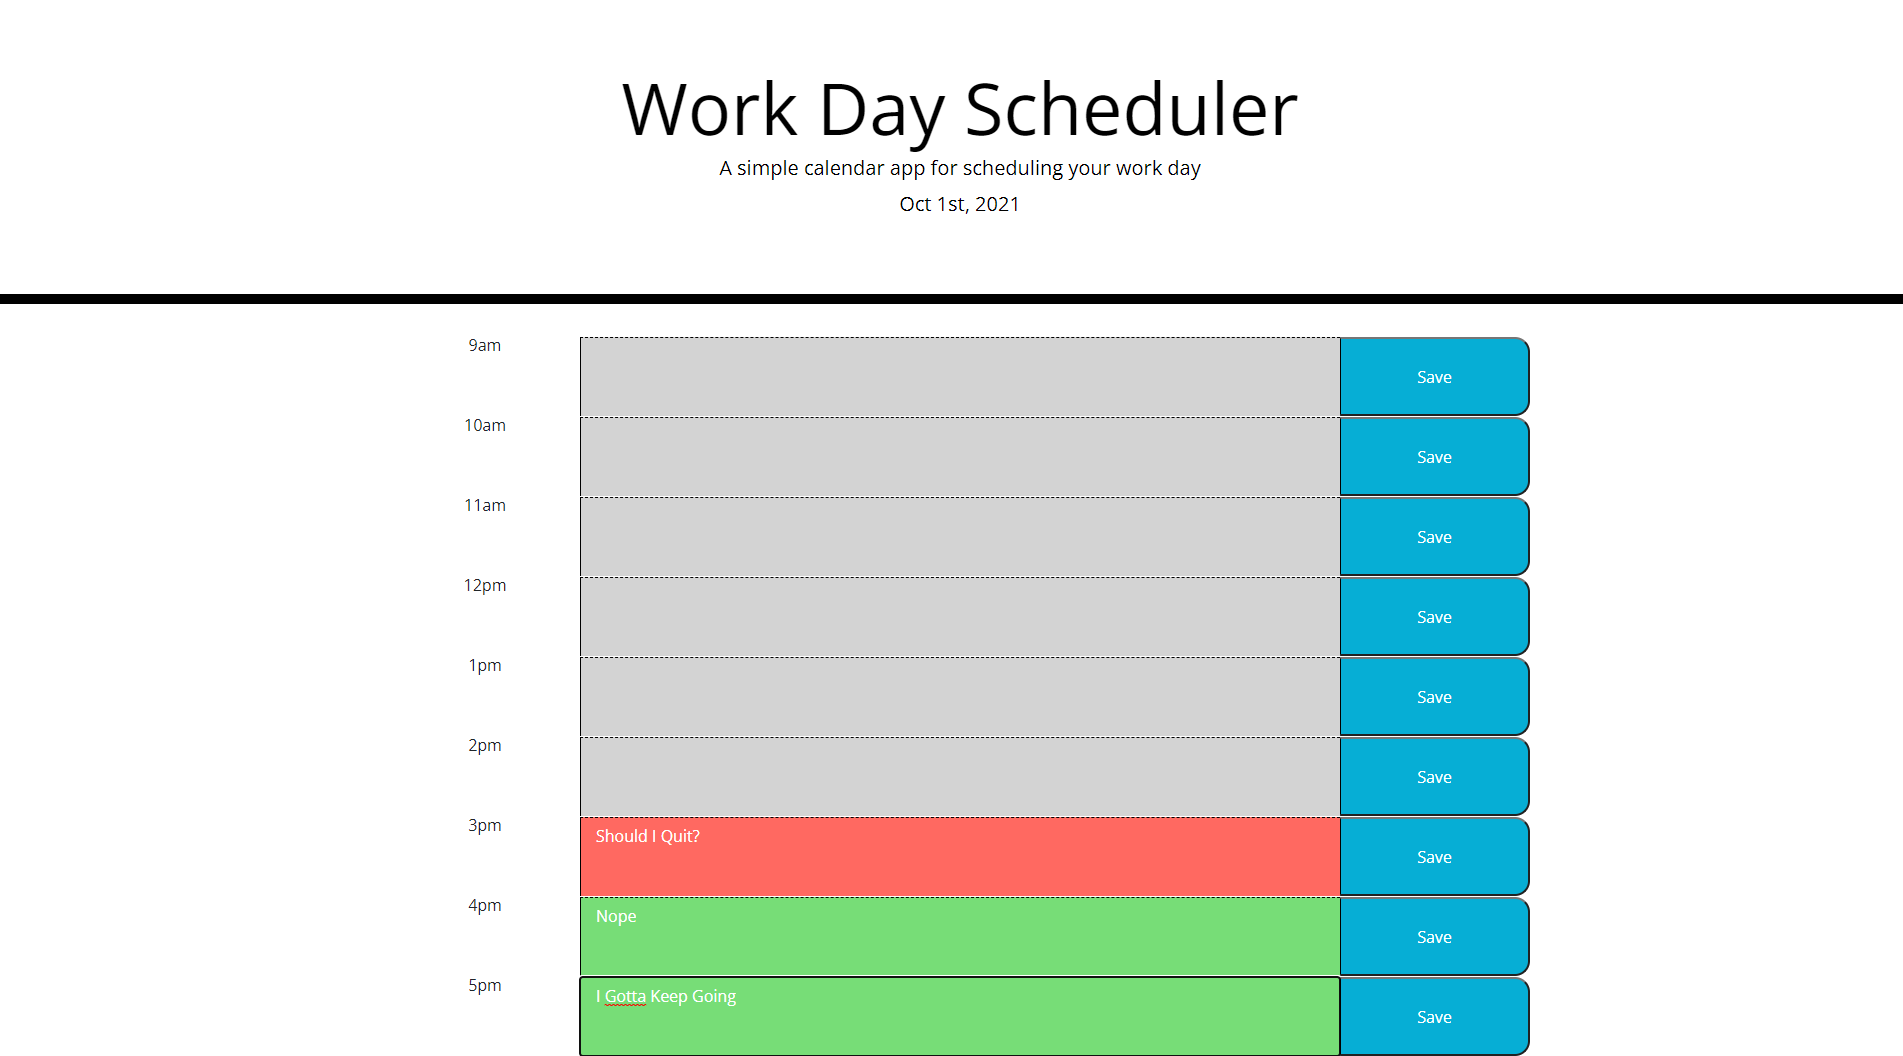 Work Day Scheduler
A simple calendar app for scheduling your work day
Oct 1st, 2021
9am
Save
10am
Save
11am
Save
12pm
Save
1pm
Save
2pm
Save
3pm
Should I Quit?
Save
4pm
Nope
Save
5pm
I Gotta Keep Going
Save